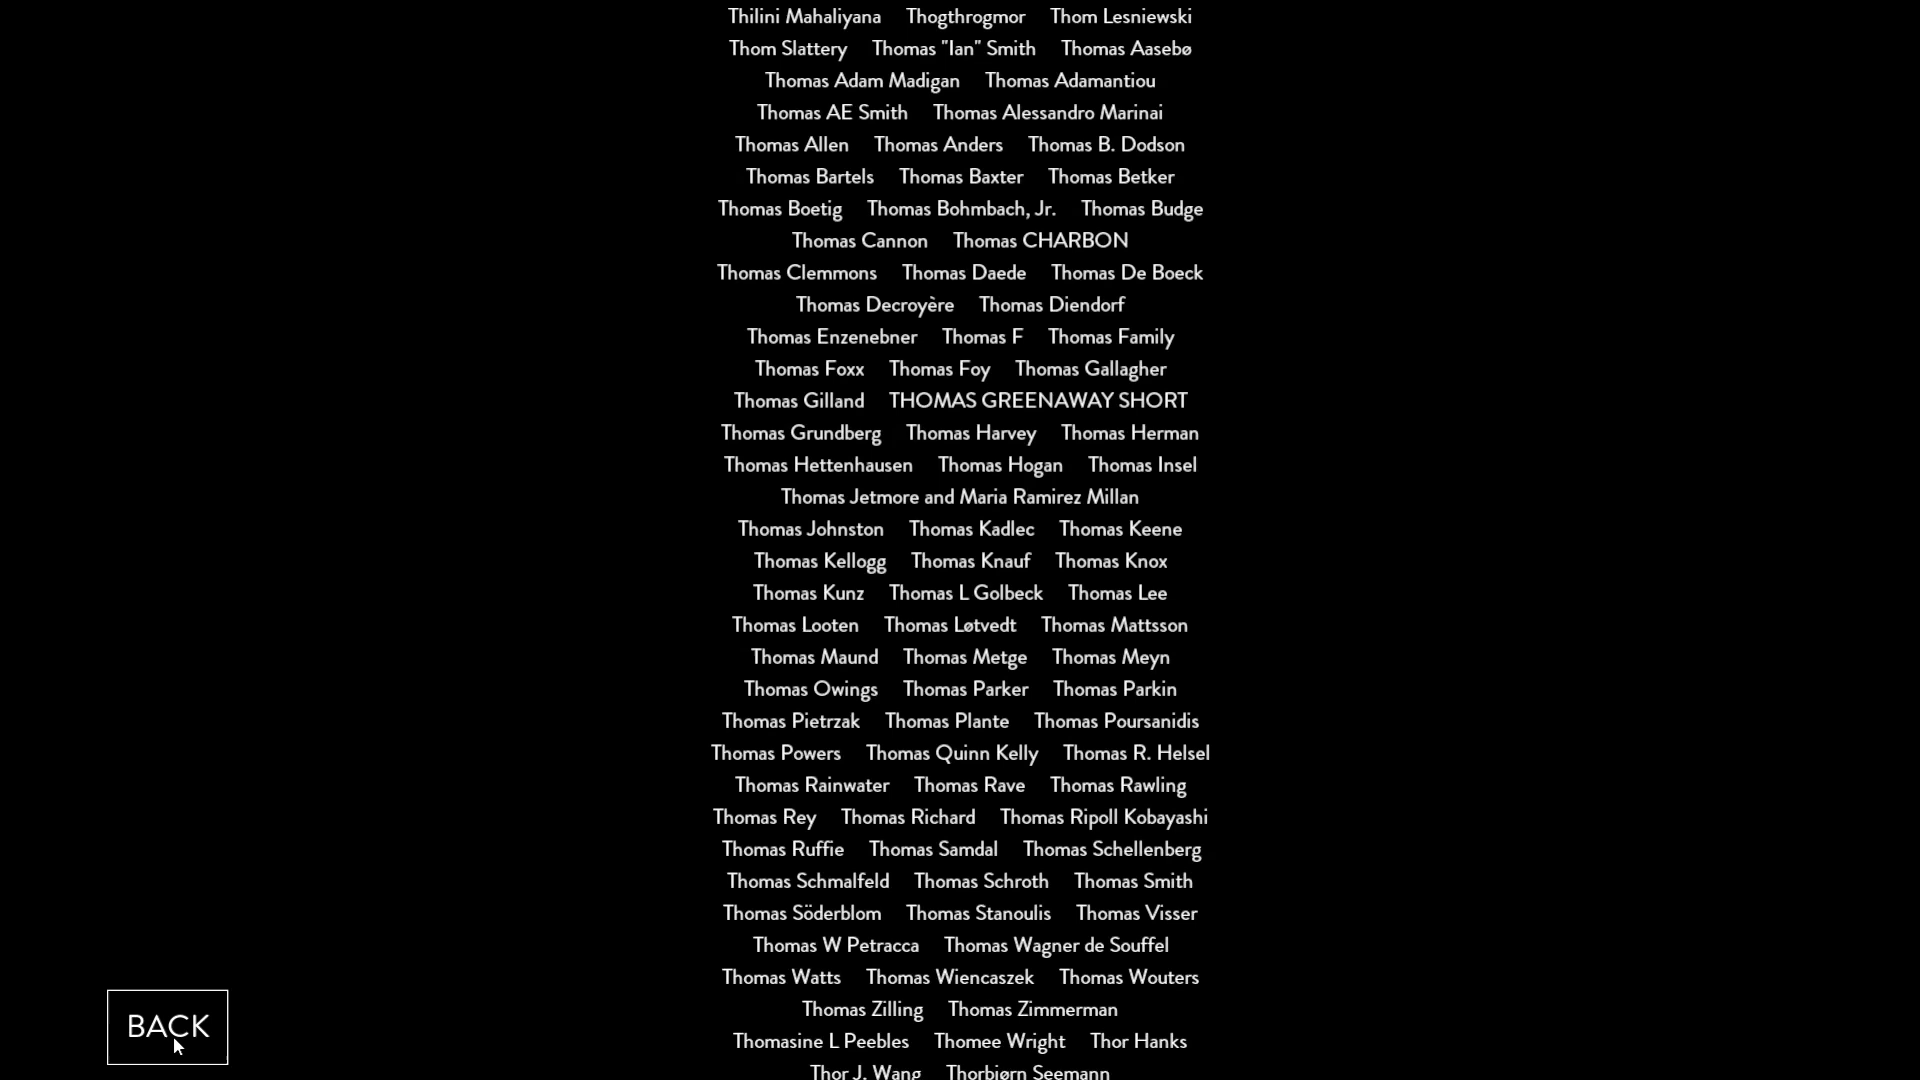 Thilini Mahaliyana Thogthrogmor Thom Lesniewski
Thom Slattery Thomas "Ian" Smith Thomas Aasebø
Thomas Adam Madigan Thomas Adamantiou
Thomas AE Smith Thomas Alessandro Marinai
Thomas Allen Thomas Anders Thomas B. Dodson
Thomas Bartels Thomas Baxter Thomas Betker
Thomas Boetig Thomas Bohmbach, Jr. Thomas Budge
Thomas Cannon Thomas CHARBON
Thomas Clemmons Thomas Daede Thomas De Boeck
Thomas Decroyère Thomas Diendorf
Thomas Enzenebner Thomas F Thomas Family
Thomas Foxx Thomas Foy Thomas Gallagher
Thomas Gilland THOMAS GREENAWAY SHORT
Thomas Grundberg Thomas Harvey Thomas Herman
Thomas Hettenhausen Thomas Hogan Thomas Insel
Thomas Jetmore and Maria Ramirez Millan
Thomas Johnston Thomas Kadlec Thomas Keene
Thomas Kellogg Thomas Knauf Thomas Knox
Thomas Kunz Thomas L Golbeck Thomas Lee
Thomas Looten Thomas Løtvedt Thomas Mattsson
Thomas Maund Thomas Metge Thomas Meyn
Thomas Owings Thomas Parker Thomas Parkin
Thomas Pietrzak Thomas Plante Thomas Poursanidis
Thomas Powers Thomas Quinn Kelly Thomas R. Helsel
Thomas Rainwater Thomas Rave Thomas Rawling
Thomas Rey Thomas Richard Thomas Ripoll Kobayashi
Thomas Ruffie Thomas Samdal Thomas Schellenberg
Thomas Schmalfeld Thomas Schroth Thomas Smith
Thomas Söderblom Thomas Stanoulis Thomas Visser
Thomas W Petracca Thomas Wagner de Souffel
Thomas Watts Thomas Wiencaszek Thomas Wouters
Thomas Zilling Thomas Zimmerman
Thomasine L Peebles Thomee Wright Thor Hanks
Thor J. Wang Thorbjørn Seemann
BACK